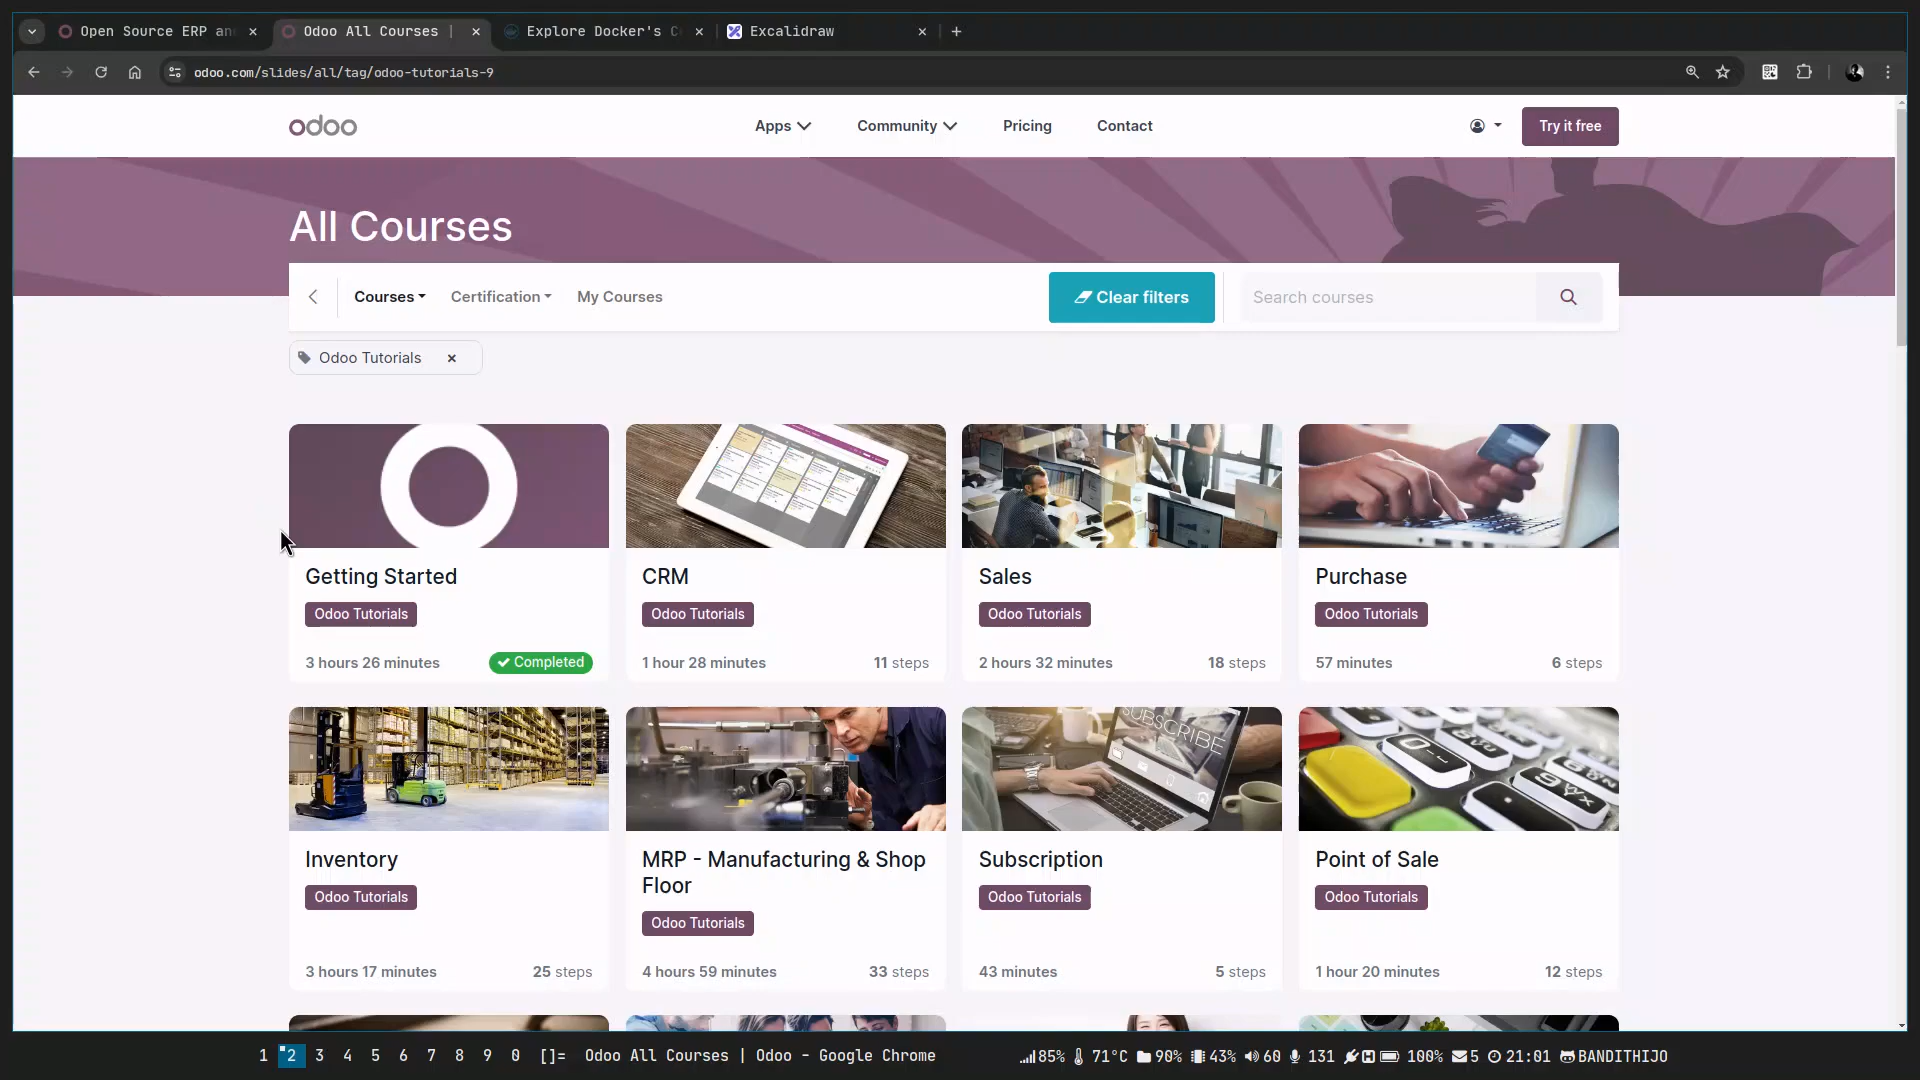 Open Source ERP an
Odoo All Courses |
Explore Docker's C
Excalidraw
odoo.com/slides/all/tag/odoo-tutorials-9
odoo
Apps
Community
Pricing
Contact
Try it free
All Courses
Courses
Certification
My Courses
Clear filters
Search courses
Odoo Tutorials
Getting Started
Odoo Tutorials
3 hours 26 minutes
Completed
CRM
Odoo Tutorials
1 hour 28 minutes
11 steps
Sales
Odoo Tutorials
2 hours 32 minutes
18 steps
Purchase
Odoo Tutorials
57 minutes
6 steps
SUBSCRIBE
Inventory
Odoo Tutorials
3 hours 17 minutes
25 steps
MRP - Manufacturing & Shop
Floor
Odoo Tutorials
4 hours 59 minutes
33 steps
Subscription
Odoo Tutorials
43 minutes
5 steps
Point of Sale
Odoo Tutorials
1 hour 20 minutes
12 steps
1 2 3 4 5 6 7 8 9 0 []= Odoo All Courses | Odoo - Google Chrome
85% 71°C 90% 43% 60 131 100% 5 21:01 BANDITHIJO